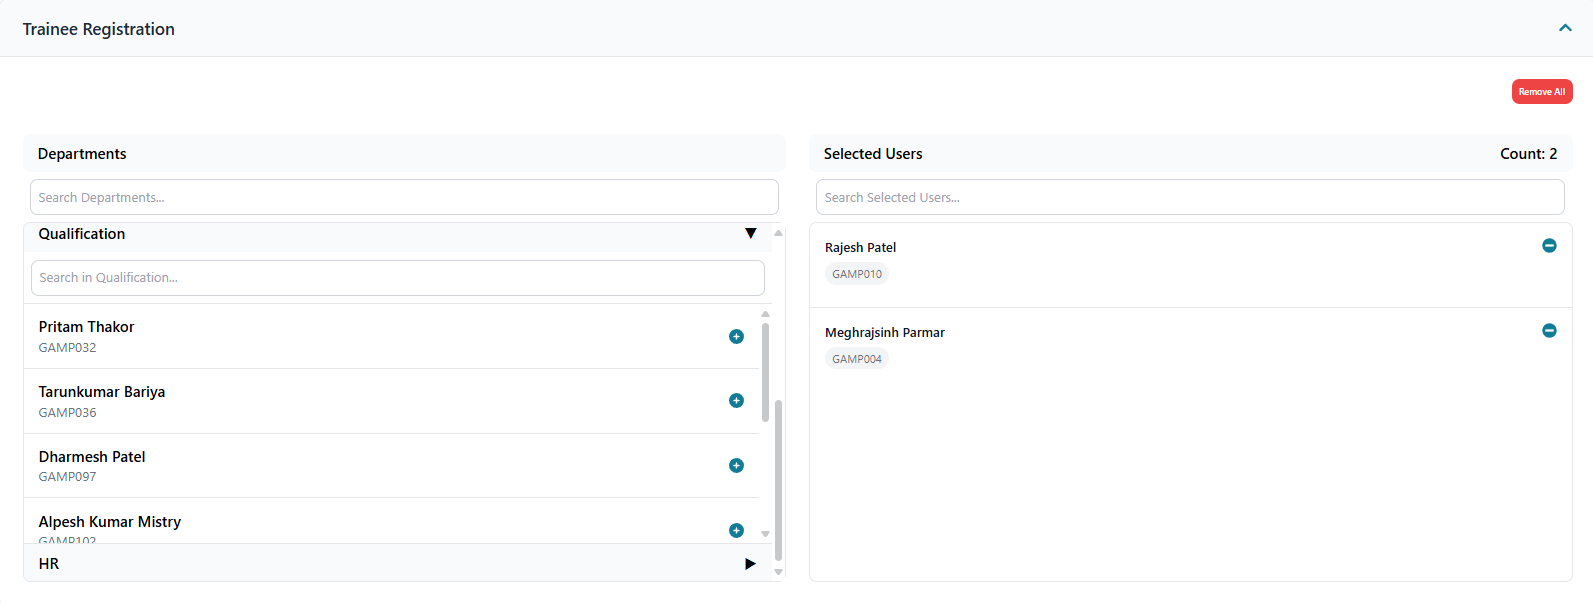 Trainee Registration
Remove All
Departments
Search Departments...
Qualification
Search in Qualification...
Pritam Thakor
GAMP032
Tarunkumar Bariya
GAMP036
Dharmesh Patel
GAMP097
Alpesh Kumar Mistry
GAMP102
HR
Selected Users
Count: 2
Search Selected Users...
Rajesh Patel
GAMP010
Meghrajsinh Parmar
GAMP004